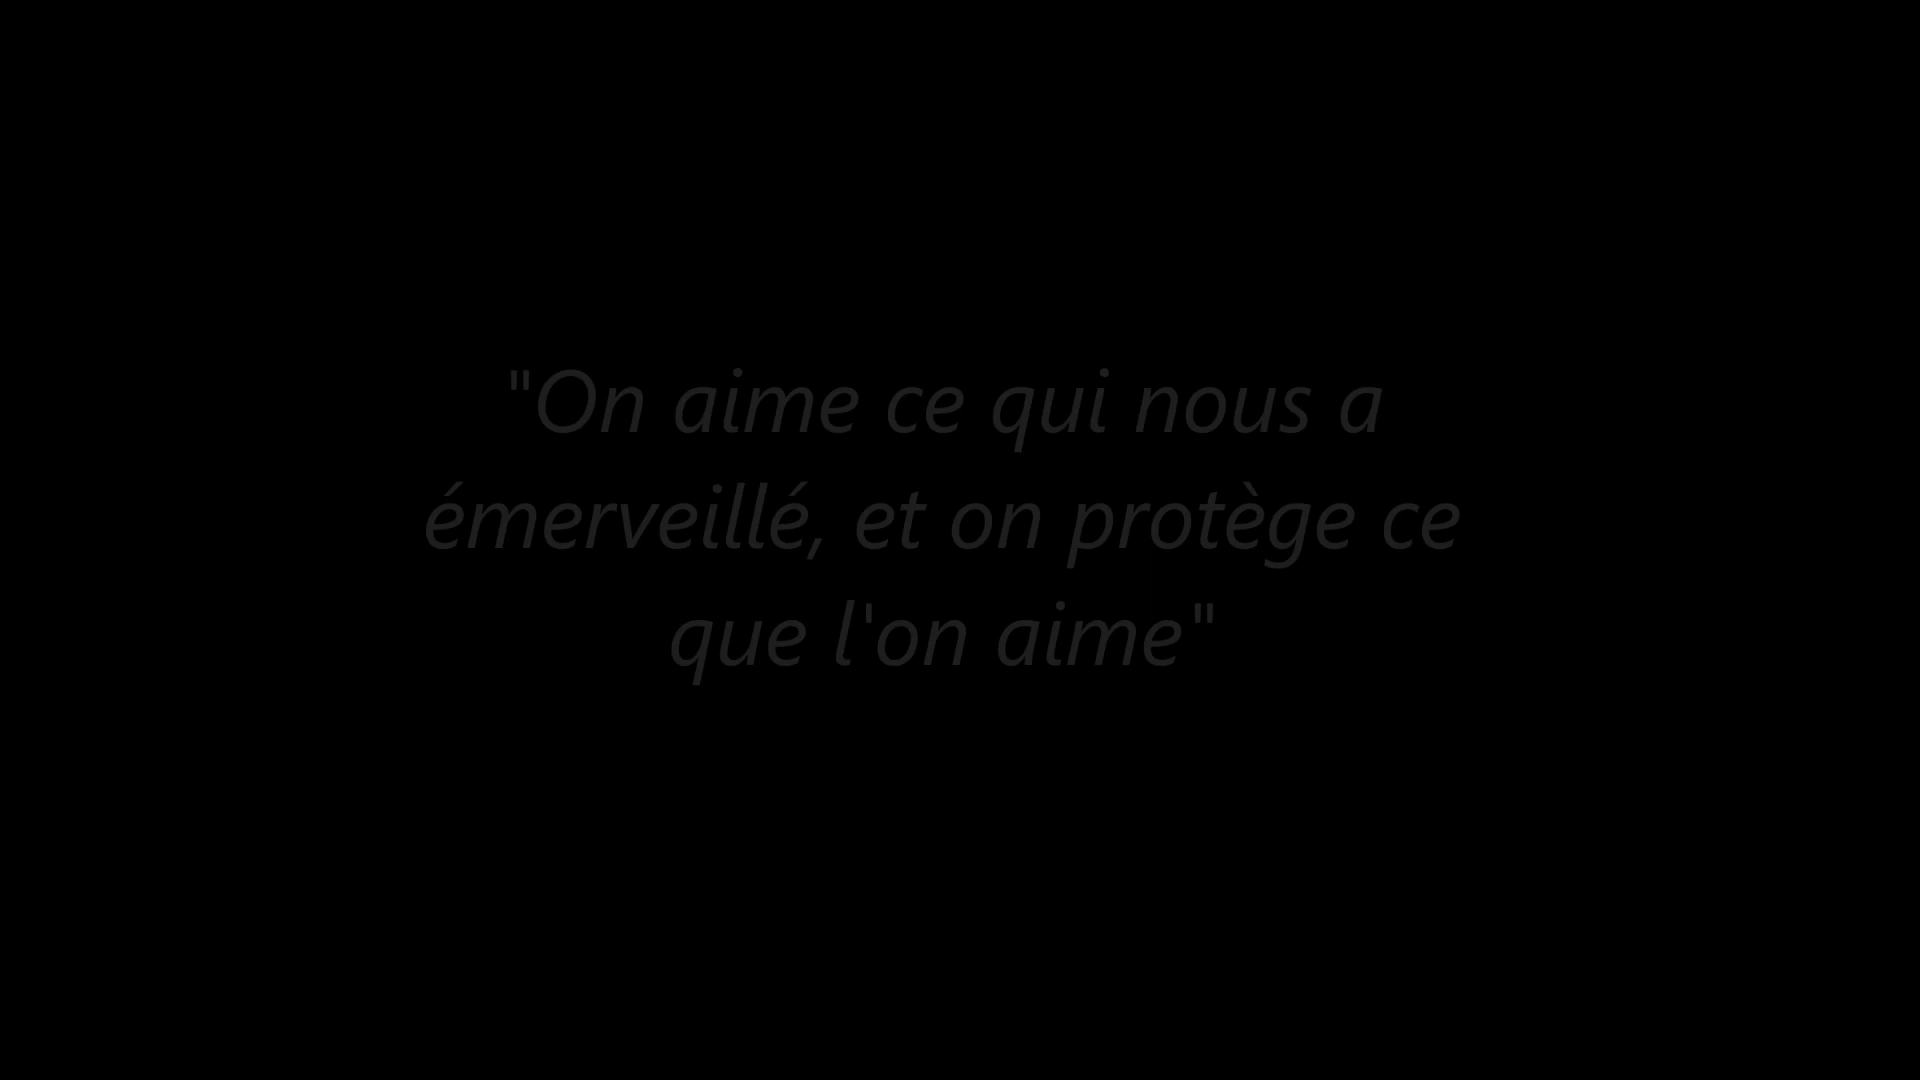 "On aime ce qui nous a
émerveillé, et on protège ce
que l'on aime"